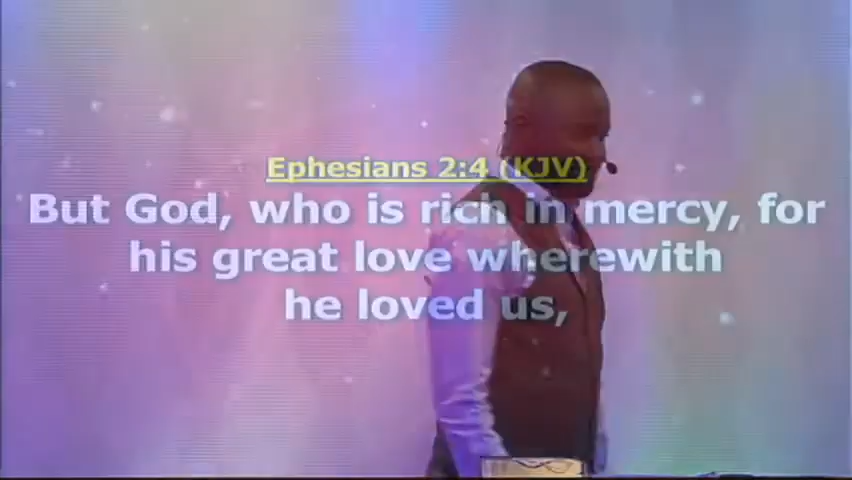 Ephesians 2:4 (KJV)
But God, who is rich in mercy, for
his great love wherewith
he loved us,